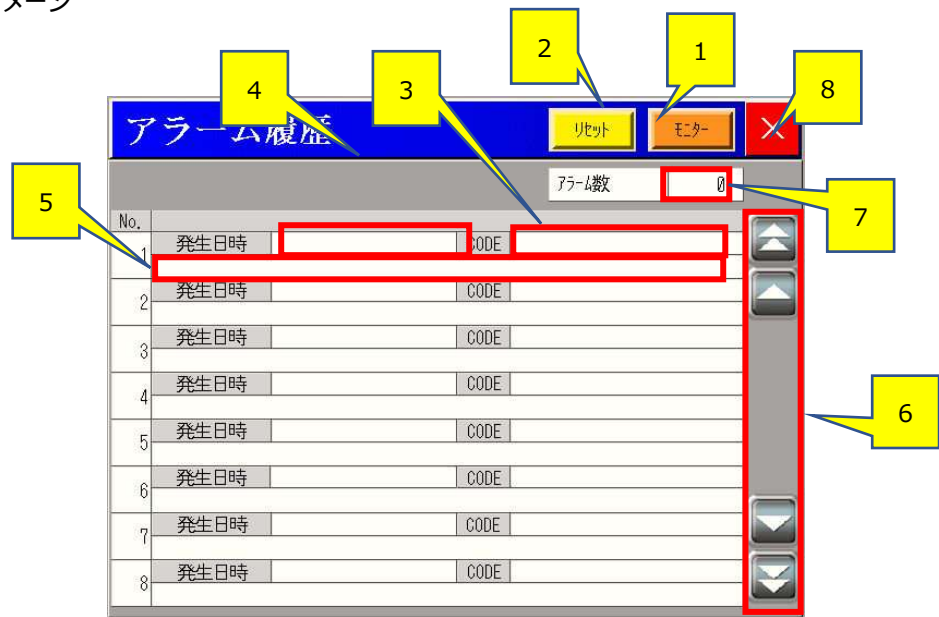 2
1
4
3
8
アラーム履歴
リセット
モニター
×
5
アラーム数
0
7
No.
1
発生日時
CODE
2
発生日時
CODE
3
発生日時
CODE
4
発生日時
CODE
6
5
発生日時
CODE
6
発生日時
CODE
7
発生日時
CODE
8
発生日時
CODE